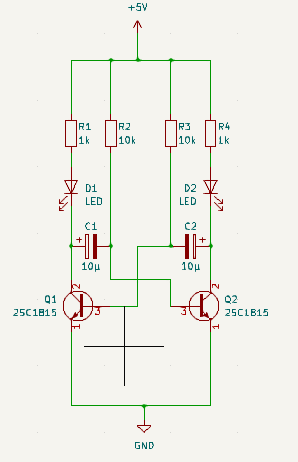 +5V
R1 R2 R3 R4
1k 10k 10k 1k
D1 D2
LED LED
C1 C2
+ +
10µ 10µ
Q1 2 2 Q2
2SC1815 3 3 2SC1815
1 1
GND